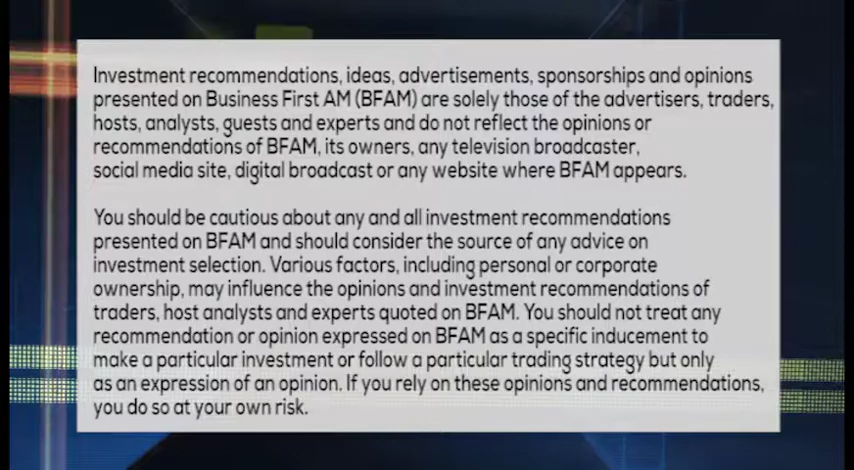 Investment recommendations, ideas, advertisements, sponsorships and opinions
presented on Business First AM (BFAM) are solely those of the advertisers, traders,
hosts, analysts, guests and experts and do not reflect the opinions or
recommendations of BFAM, its owners, any television broadcaster,
social media site, digital broadcast or any website where BFAM appears.
You should be cautious about any and all investment recommendations
presented on BFAM and should consider the source of any advice on
investment selection. Various factors, including personal or corporate
ownership, may influence the opinions and investment recommendations of
traders, host analysts and experts quoted on BFAM. You should not treat any
recommendation or opinion expressed on BFAM as a specific inducement to
make a particular investment or follow a particular trading strategy but only
as an expression of an opinion. If you rely on these opinions and recommendations,
you do so at your own risk.